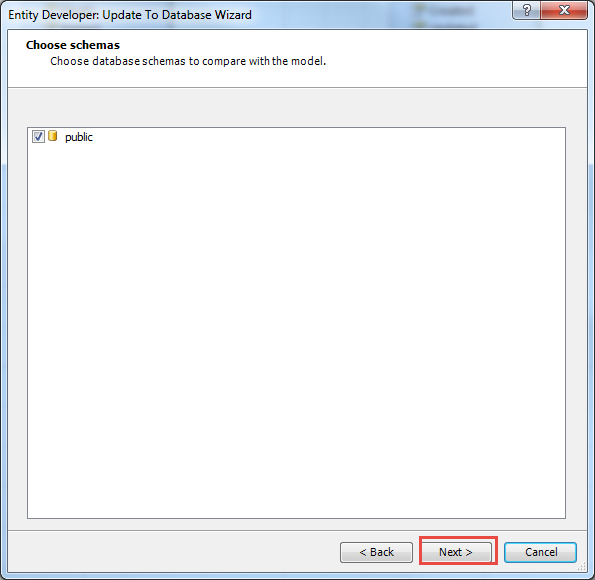 Entity Developer: Update To Database Wizard
Choose schemas
Choose database schemas to compare with the model.
public
< Back
Next >
Cancel